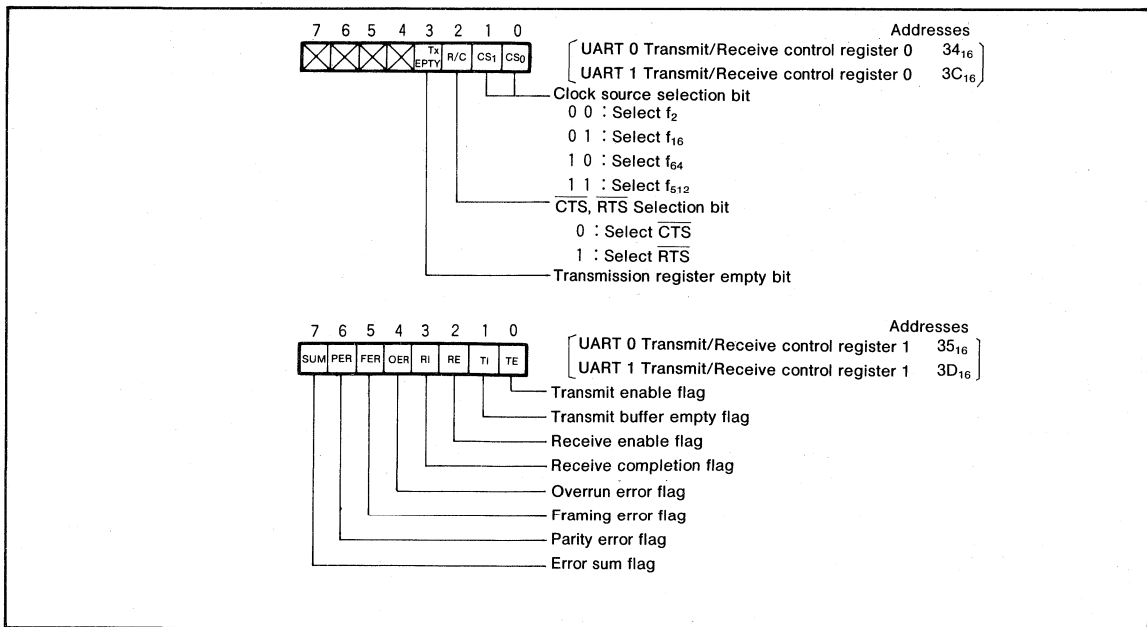 7 6 5 4 3 2 1 0
Addresses
Tx EPTY R/C CS₁ CS₀
UART 0 Transmit/Receive control register 0 34₁₆
UART 1 Transmit/Receive control register 0 3C₁₆
Clock source selection bit
0 0 : Select f₂
0 1 : Select f₁₆
1 0 : Select f₆₄
1 1 : Select f₅₁₂
C̅T̅S̅, R̅T̅S̅ Selection bit
0 : Select C̅T̅S̅
1 : Select R̅T̅S̅
Transmission register empty bit
7 6 5 4 3 2 1 0
Addresses
SUM PER FER OER RI RE TI TE
UART 0 Transmit/Receive control register 1 35₁₆
UART 1 Transmit/Receive control register 1 3D₁₆
Transmit enable flag
Transmit buffer empty flag
Receive enable flag
Receive completion flag
Overrun error flag
Framing error flag
Parity error flag
Error sum flag